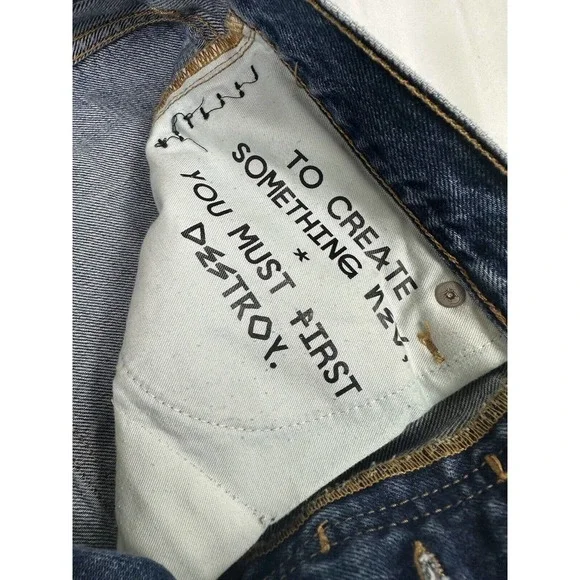 TO CREATE
SOMETHING NEW,
*
YOU MUST FIRST
DESTROY.